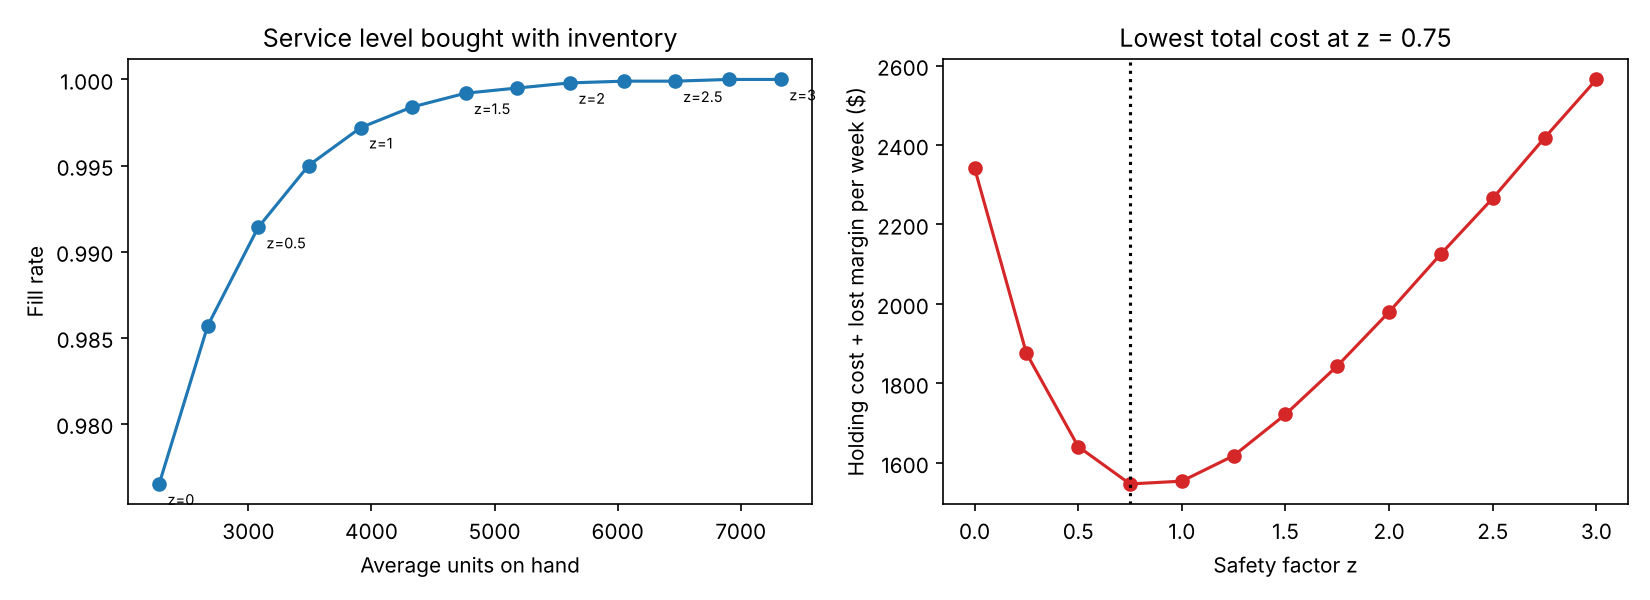 Service level bought with inventory
Fill rate
1.000
0.995
0.990
0.985
0.980
z=0
z=0.5
z=1
z=1.5
z=2
z=2.5
z=3
3000 4000 5000 6000 7000
Average units on hand
Lowest total cost at z = 0.75
Holding cost + lost margin per week ($)
2600
2400
2200
2000
1800
1600
0.0 0.5 1.0 1.5 2.0 2.5 3.0
Safety factor z